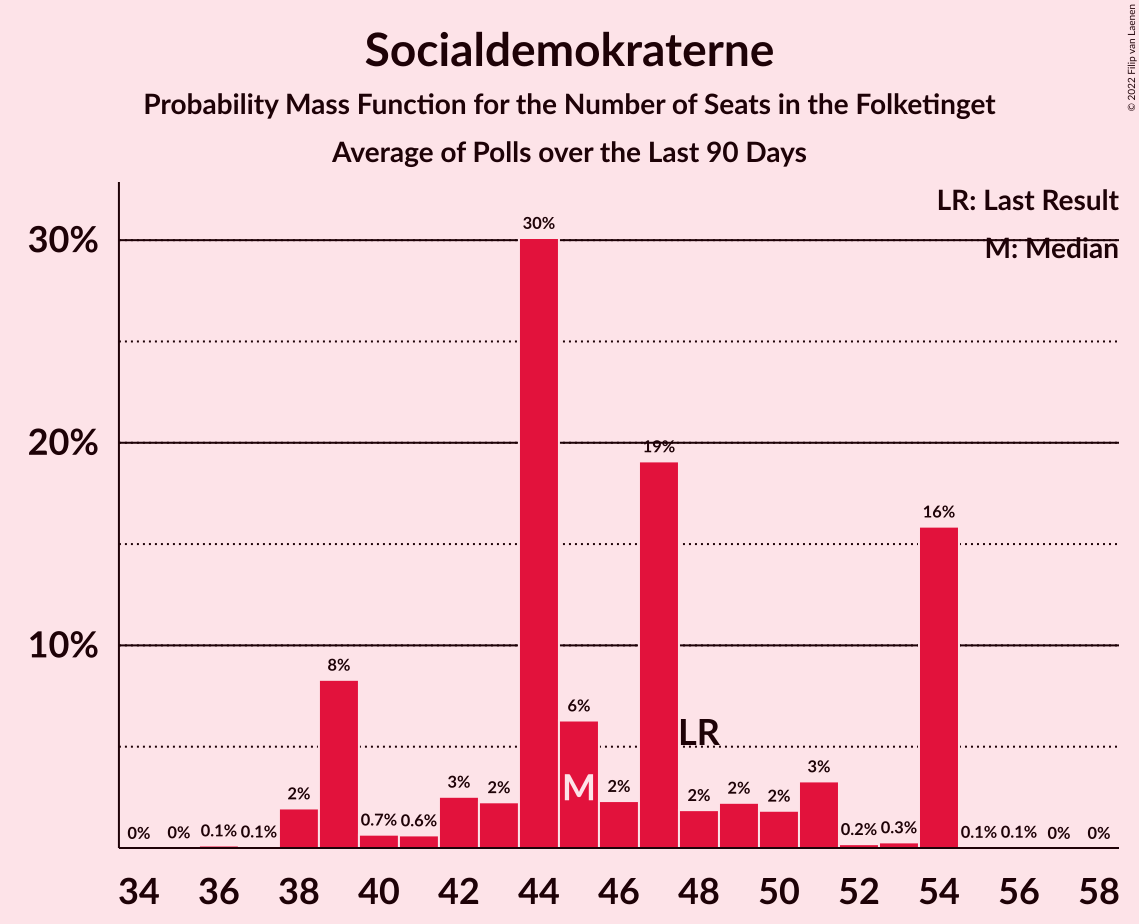 Socialdemokraterne
Probability Mass Function for the Number of Seats in the Folketinget
Average of Polls over the Last 90 Days
© 2022 Filip van Laenen
LR: Last Result
M: Median
30%
20%
10%
0% 0% 0.1% 0.1% 2% 8% 0.7% 0.6% 3% 2% 30% 6% 2% 19% 2% 2% 2% 3% 0.2% 0.3% 16% 0.1% 0.1% 0% 0%
LR
M
34 36 38 40 42 44 46 48 50 52 54 56 58